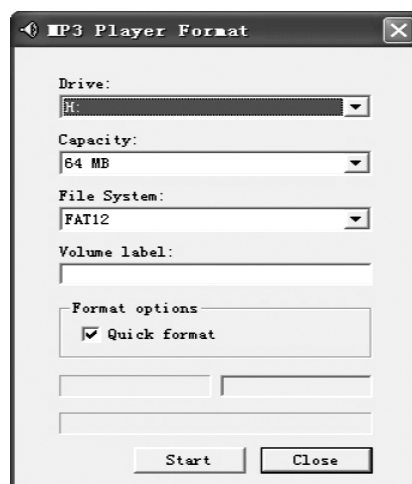 MP3 Player Format
Drive:
H:
Capacity:
64 MB
File System:
FAT12
Volume label:
Format options
Quick format
Start
Close